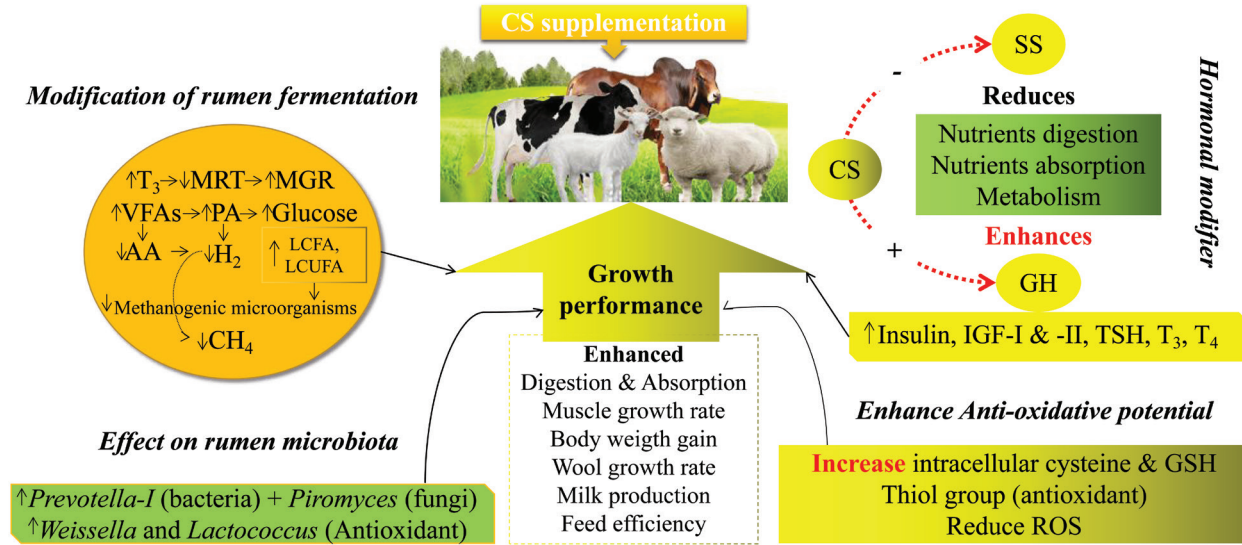 CS supplementation
Modification of rumen fermentation
↑T₃→↓MRT→↑MGR
↑VFAs→↑PA→↑Glucose
↓AA→↓H₂
↑ LCFA,
LCUFA
↓Methanogenic microorganisms
↓CH₄
Effect on rumen microbiota
↑Prevotella-I (bacteria) + Piromyces (fungi)
↑Weissella and Lactococcus (Antioxidant)
Growth
performance
Enhanced
Digestion & Absorption
Muscle growth rate
Body weigth gain
Wool growth rate
Milk production
Feed efficiency
CS
-
SS
Reduces
Nutrients digestion
Nutrients absorption
Metabolism
Enhances
+
GH
↑Insulin, IGF-I & -II, TSH, T₃, T₄
Hormonal modifier
Enhance Anti-oxidative potential
Increase intracellular cysteine & GSH
Thiol group (antioxidant)
Reduce ROS